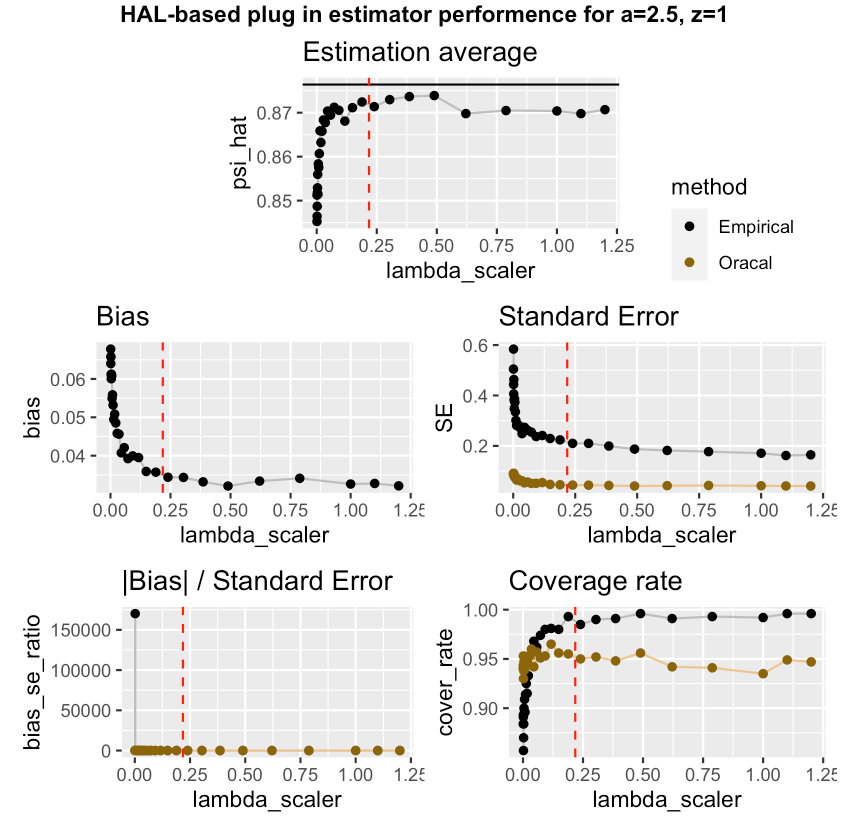 HAL-based plug in estimator performence for a=2.5, z=1
Estimation average
psi_hat
0.87
0.86
0.85
0.00 0.25 0.50 0.75 1.00 1.25
lambda_scaler
method
Empirical
Oracal
Bias
bias
0.06
0.05
0.04
0.00 0.25 0.50 0.75 1.00 1.25
lambda_scaler
Standard Error
SE
0.6
0.4
0.2
0.00 0.25 0.50 0.75 1.00 1.25
lambda_scaler
|Bias| / Standard Error
bias_se_ratio
150000
100000
50000
0
0.00 0.25 0.50 0.75 1.00 1.25
lambda_scaler
Coverage rate
cover_rate
1.00
0.95
0.90
0.00 0.25 0.50 0.75 1.00 1.25
lambda_scaler